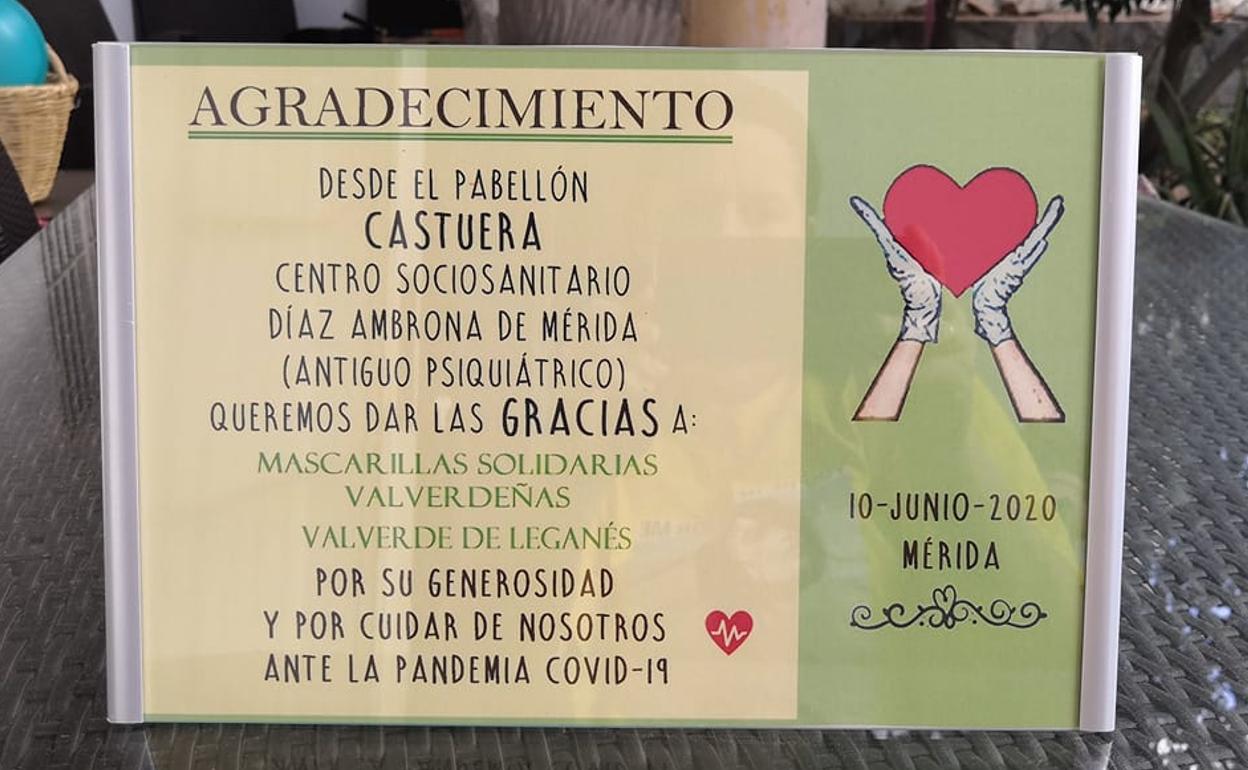 AGRADECIMIENTO
DESDE EL PABELLÓN
CASTUERA
CENTRO SOCIOSANITARIO
DÍAZ AMBRONA DE MÉRIDA
(ANTIGUO PSIQUIÁTRICO)
QUEREMOS DAR LAS GRACIAS A:
MASCARILLAS SOLIDARIAS
VALVERDEÑAS
VALVERDE DE LEGANÉS
POR SU GENEROSIDAD
Y POR CUIDAR DE NOSOTROS
ANTE LA PANDEMIA COVID-19
10-JUNIO-2020
MÉRIDA